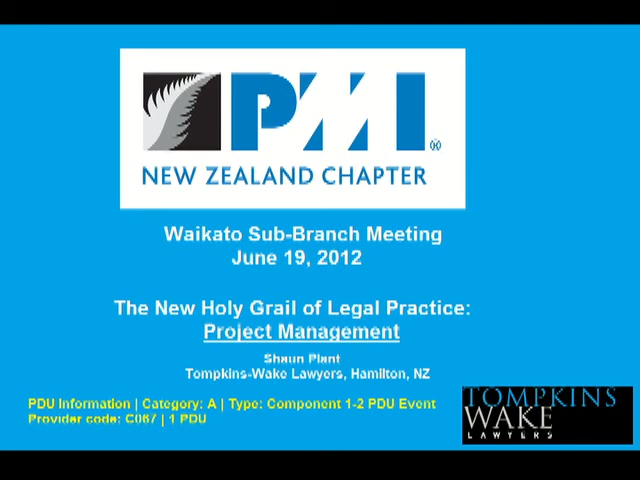 PMI®
NEW ZEALAND CHAPTER
Waikato Sub-Branch Meeting
June 19, 2012
The New Holy Grail of Legal Practice:
Project Management
Shaun Plant
Tompkins-Wake Lawyers, Hamilton, NZ
PDU Information | Category: A | Type: Component 1-2 PDU Event
Provider code: C067 | 1 PDU
TOMPKINS
WAKE
LAWYERS